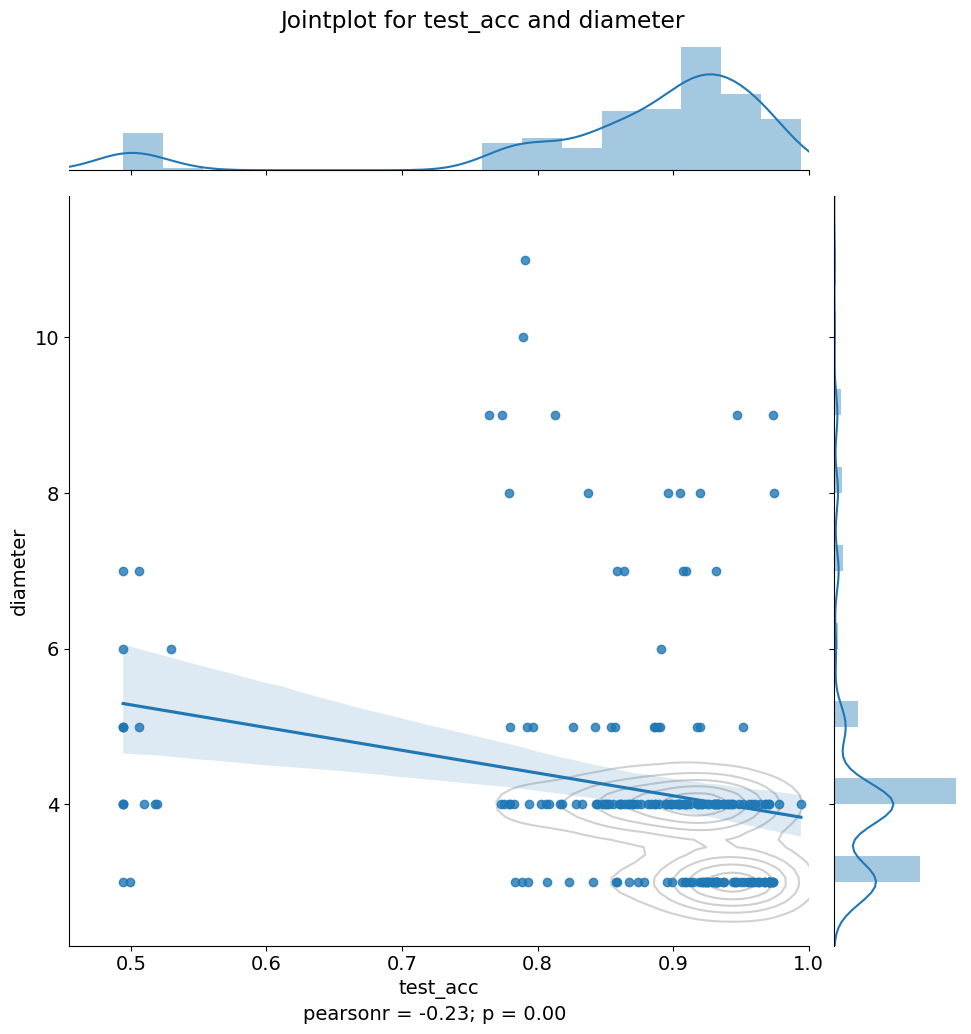 Jointplot for test_acc and diameter
10
8
6
4
diameter
0.5 0.6 0.7 0.8 0.9 1.0
test_acc
pearsonr = -0.23; p = 0.00